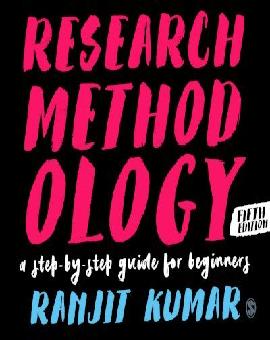 RESEARCH
METHOD
OLOGY
FIFTH
EDITION
a step-by-step guide for beginners
RANJIT KUMAR